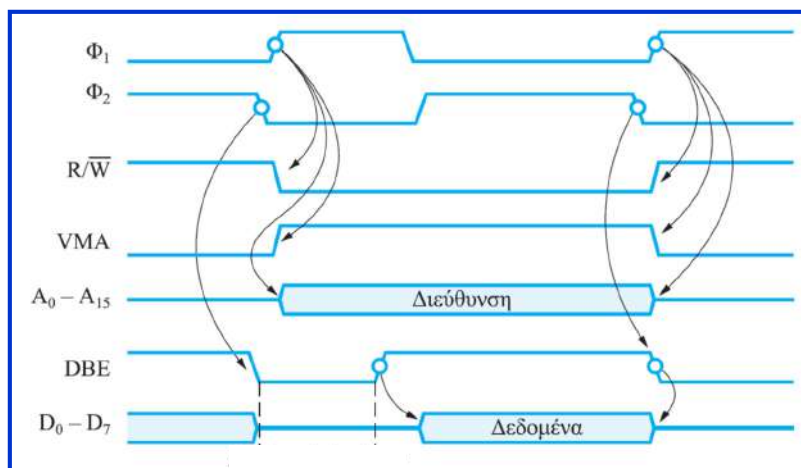 Φ₁
Φ₂
R/W̅
VMA
A₀ – A₁₅
Διεύθυνση
DBE
D₀ – D₇
Δεδομένα